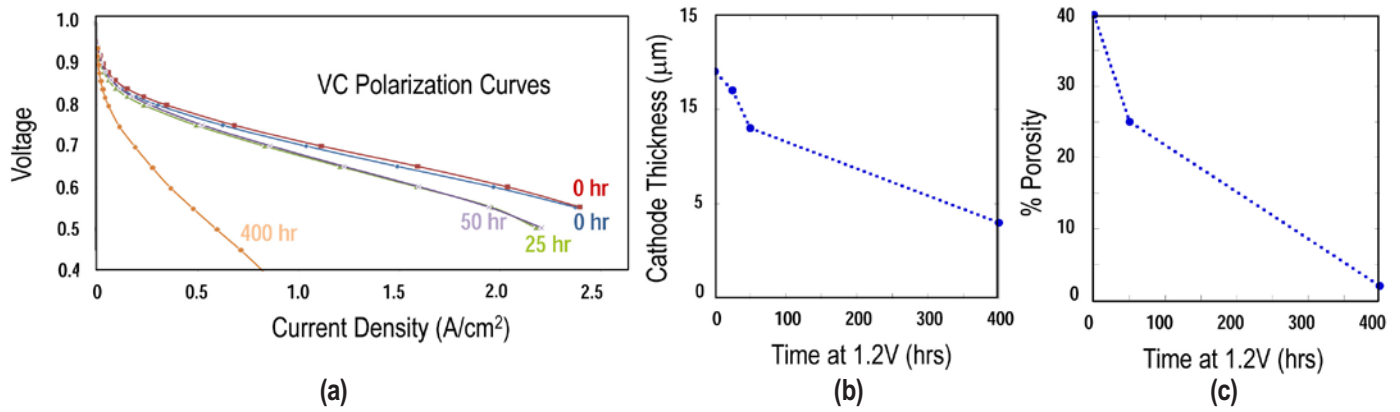 1.0
0.9
0.8
0.7
0.6
0.5
0.4
Voltage
VC Polarization Curves
0 hr
0 hr
50 hr
25 hr
400 hr
0 0.5 1.0 1.5 2.0 2.5
Current Density (A/cm²)
(a)
15
15
5
0
Cathode Thickness (µm)
0 100 200 300 400
Time at 1.2V (hrs)
(b)
40
30
20
10
0
% Porosity
0 100 200 300 400
Time at 1.2V (hrs)
(c)